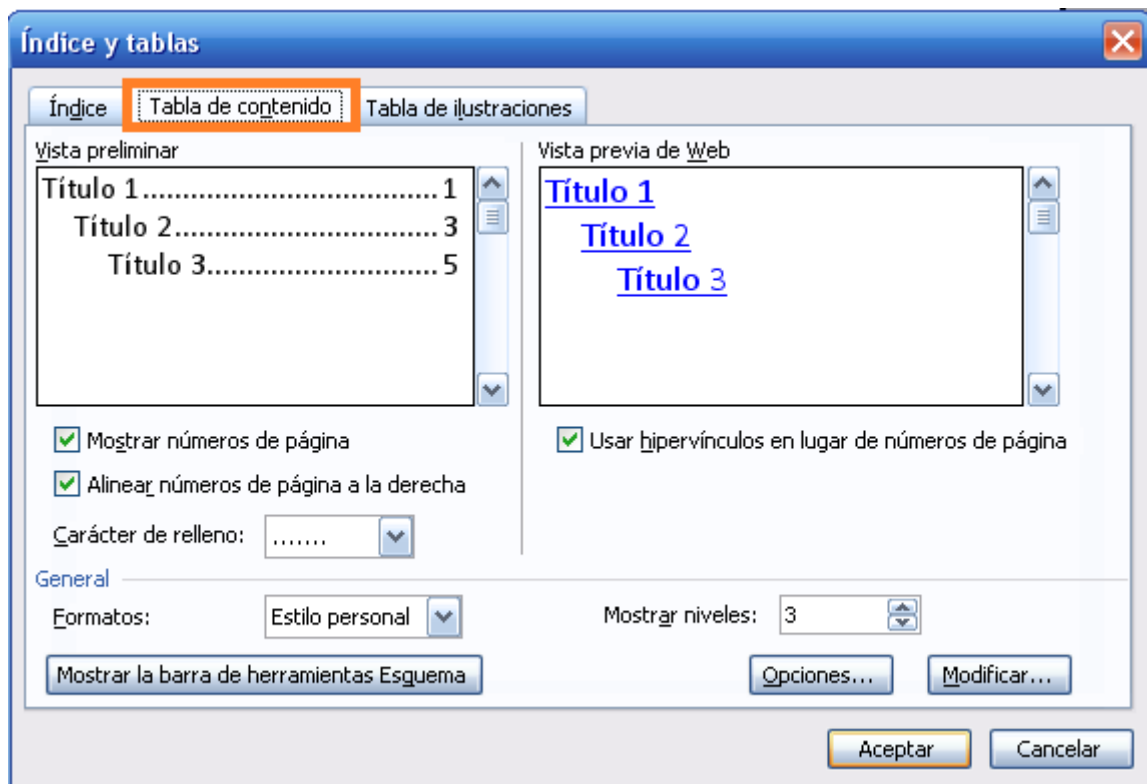 Índice y tablas
Índice
Tabla de contenido
Tabla de ilustraciones
Vista preliminar
Título 1.................................... 1
Título 2................................ 3
Título 3............................ 5
Vista previa de Web
Título 1
Título 2
Título 3
Mostrar números de página
Alinear números de página a la derecha
Carácter de relleno: .......
Usar hipervínculos en lugar de números de página
General
Formatos: Estilo personal
Mostrar niveles: 3
Mostrar la barra de herramientas Esquema
Opciones...
Modificar...
Aceptar
Cancelar